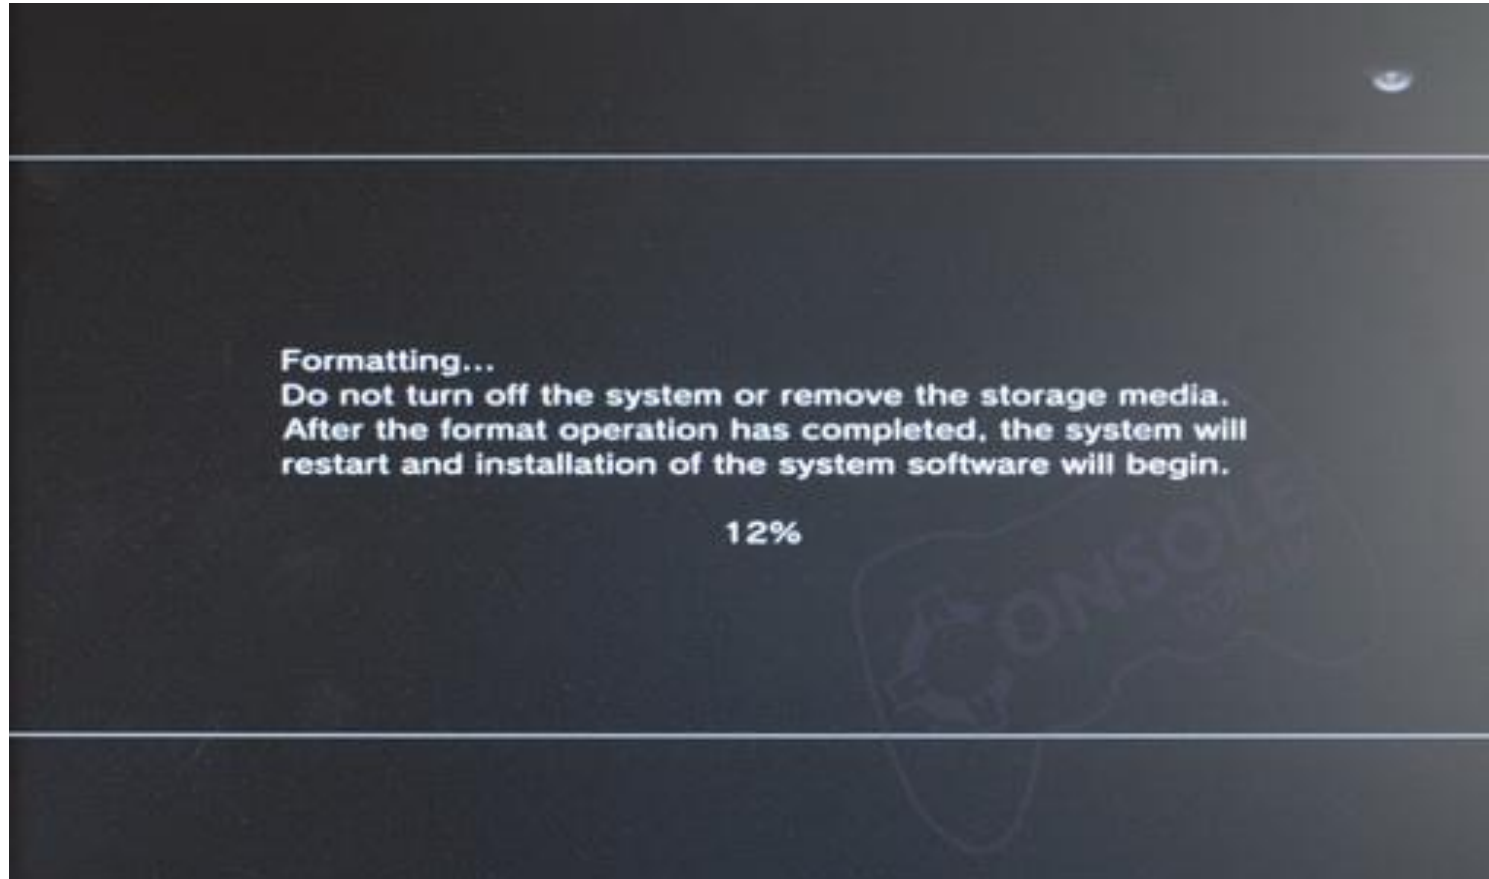 Formatting...
Do not turn off the system or remove the storage media.
After the format operation has completed, the system will
restart and installation of the system software will begin.
12%
CONSOLE